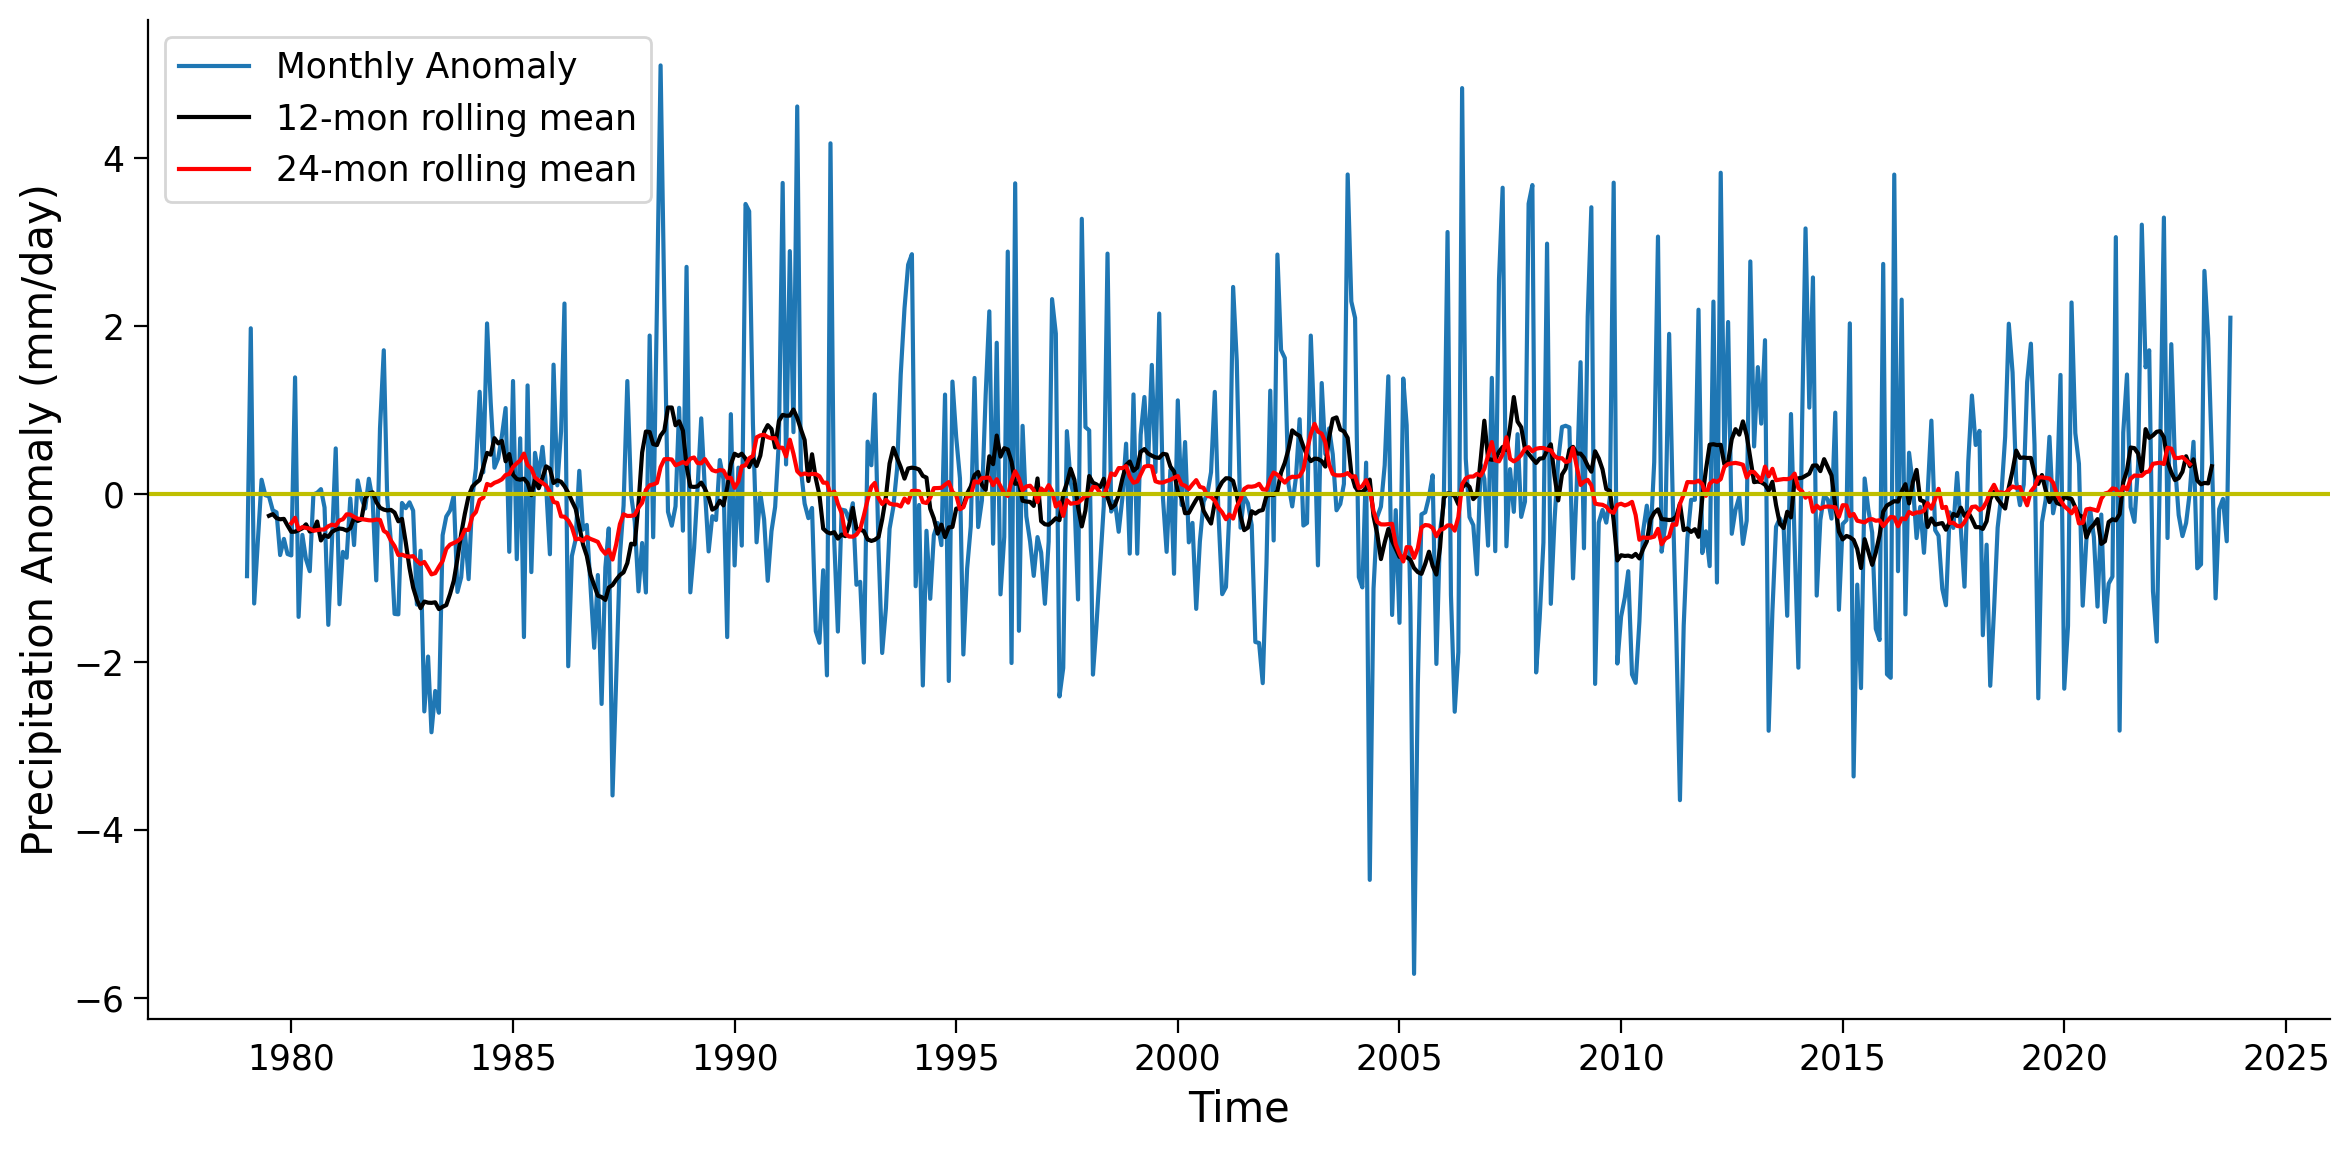 Monthly Anomaly
12-mon rolling mean
24-mon rolling mean
Precipitation Anomaly (mm/day)
4
2
0
−2
−4
−6
1980 1985 1990 1995 2000 2005 2010 2015 2020 2025
Time